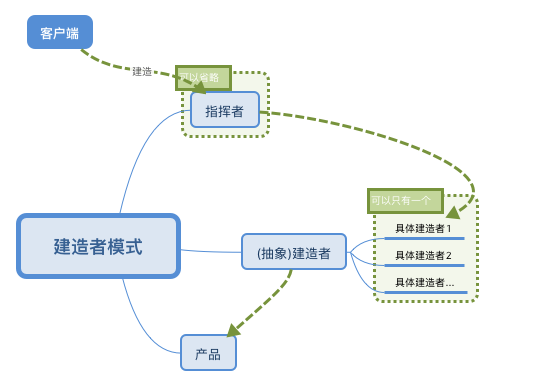 客户端
建造
可以省略
指挥者
可以只有一个
具体建造者1
建造者模式
(抽象)建造者
具体建造者2
具体建造者...
产品